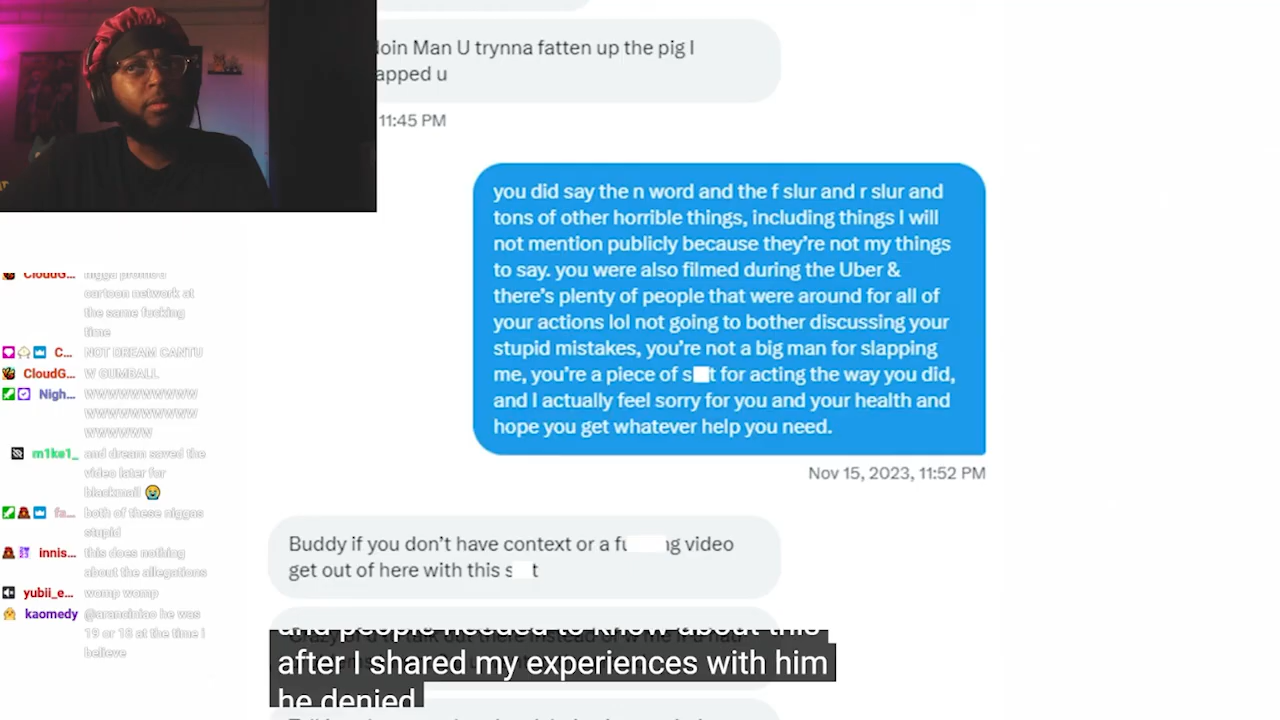 Join Man U trynna fatten up the pig I
apped u
11:45 PM
you did say the n word and the f slur and r slur and
tons of other horrible things, including things I will
not mention publicly because they're not my things
to say. you were also filmed during the Uber &
there's plenty of people that were around for all of
your actions lol not going to bother discussing your
stupid mistakes, you're not a big man for slapping
me, you're a piece of s t for acting the way you did,
and I actually feel sorry for you and your health and
hope you get whatever help you need.
Nov 15, 2023, 11:52 PM
Buddy if you don't have context or a fu ng video
get out of here with this s t
and people needed to know about this
after I shared my experiences with him
he denied
CloudG... nigga promo'd
cartoon network at
the same fucking
time
C... NOT DREAM CANTU
CloudG... W GUMBALL
Nigh... WWWWWWWWWW
WWWWWWWWWW
WWWWWW
m1ke1_ and dream saved the
video later for
blackmail 😭
fa... both of these niggas
stupid
innis... this does nothing
about the allegations
yubii_e... womp womp
kaomedy he was
19 or 18 at the time I
believe